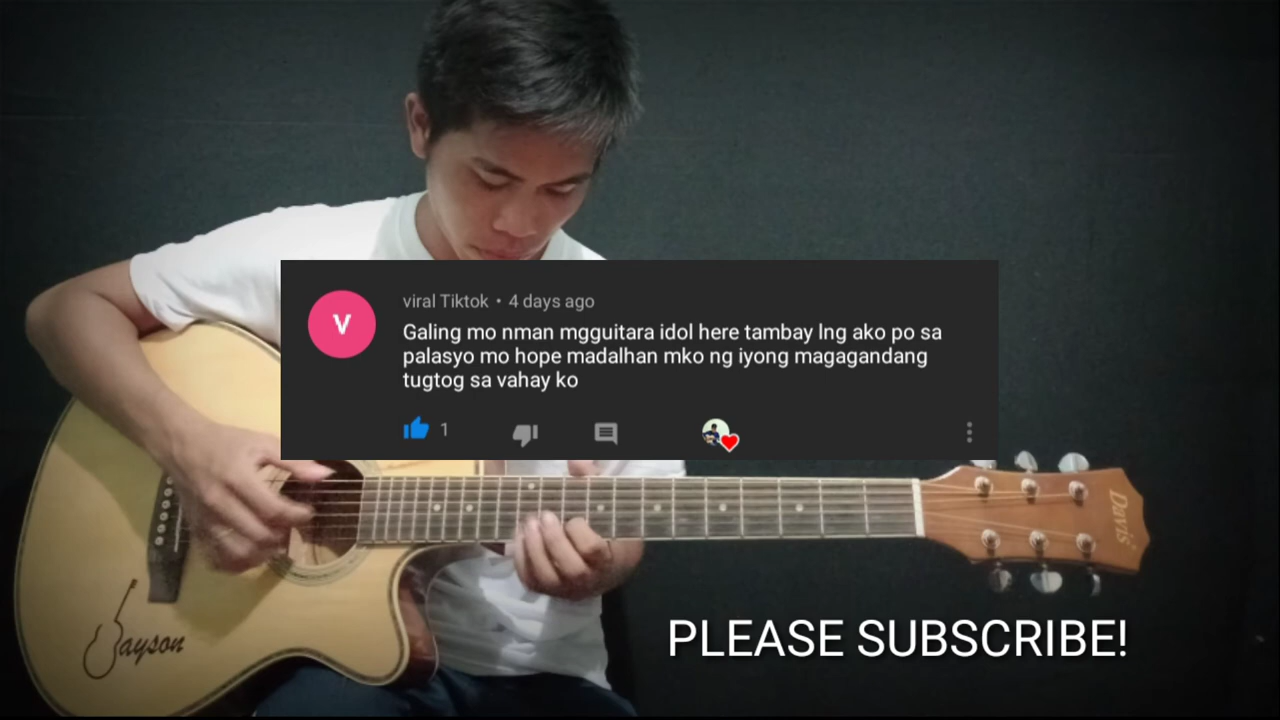 V
viral Tiktok • 4 days ago
Galing mo nman mgguitara idol here tambay lng ako po sa
palasyo mo hope madalhan mko ng iyong magagandang
tugtog sa vahay ko
1
Davis
Jayson
PLEASE SUBSCRIBE!